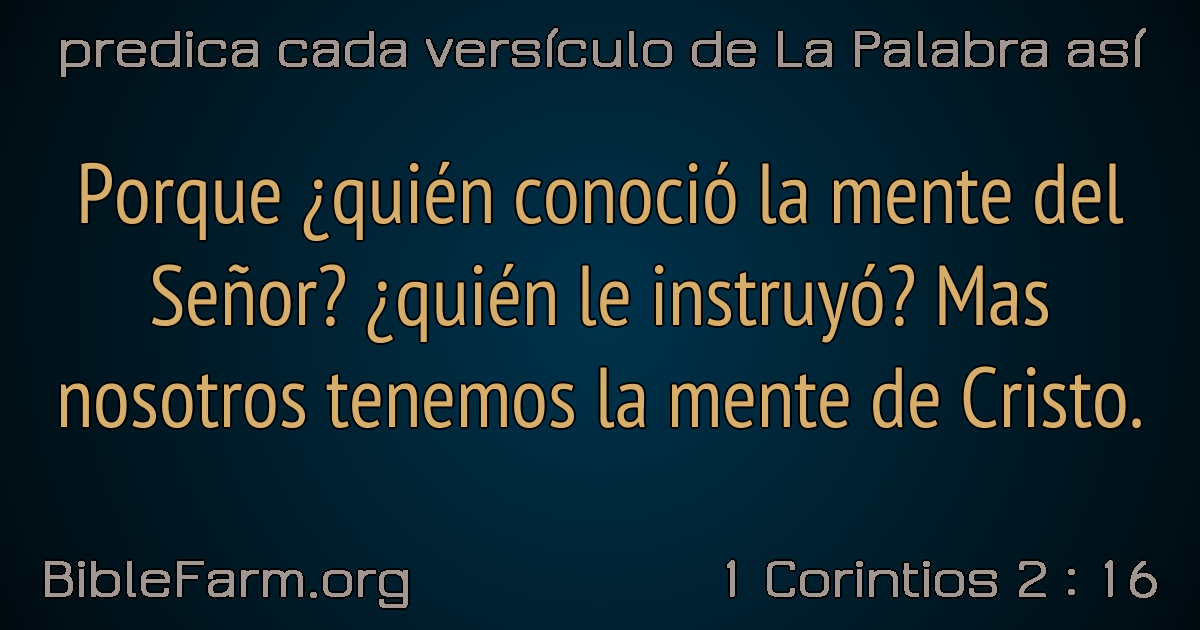 predica cada versículo de La Palabra así
Porque ¿quién conoció la mente del
Señor? ¿quién le instruyó? Mas
nosotros tenemos la mente de Cristo.
BibleFarm.org
1 Corintios 2 : 16